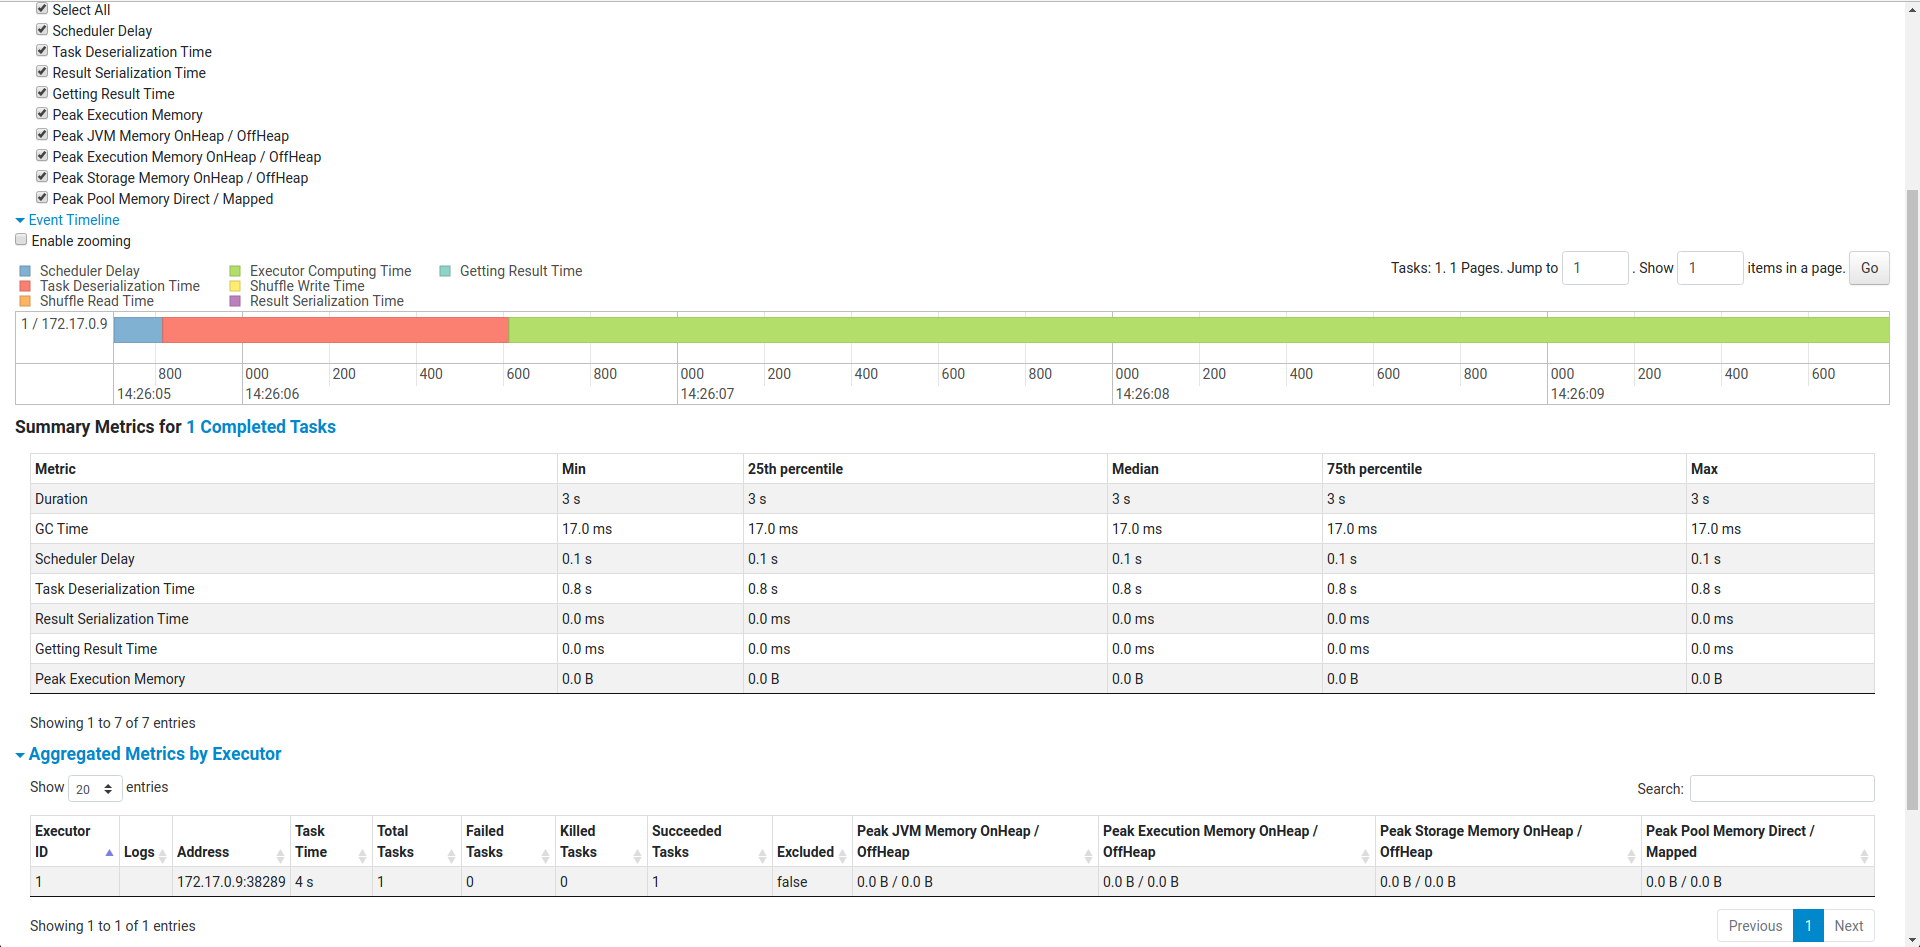 Select All
Scheduler Delay
Task Deserialization Time
Result Serialization Time
Getting Result Time
Peak Execution Memory
Peak JVM Memory OnHeap / OffHeap
Peak Execution Memory OnHeap / OffHeap
Peak Storage Memory OnHeap / OffHeap
Peak Pool Memory Direct / Mapped
Event Timeline
Enable zooming
Scheduler Delay Executor Computing Time Getting Result Time
Task Deserialization Time Shuffle Write Time
Shuffle Read Time Result Serialization Time
Tasks: 1. 1 Pages. Jump to 1 . Show 1 items in a page. Go
1 / 172.17.0.9
800 000 200 400 600 800 000 200 400 600 800 000 200 400 600 800 000 200 400 600
14:26:05 14:26:06 14:26:07 14:26:08 14:26:09
Summary Metrics for 1 Completed Tasks
Metric Min 25th percentile Median 75th percentile Max
Duration 3 s 3 s 3 s 3 s 3 s
GC Time 17.0 ms 17.0 ms 17.0 ms 17.0 ms 17.0 ms
Scheduler Delay 0.1 s 0.1 s 0.1 s 0.1 s 0.1 s
Task Deserialization Time 0.8 s 0.8 s 0.8 s 0.8 s 0.8 s
Result Serialization Time 0.0 ms 0.0 ms 0.0 ms 0.0 ms 0.0 ms
Getting Result Time 0.0 ms 0.0 ms 0.0 ms 0.0 ms 0.0 ms
Peak Execution Memory 0.0 B 0.0 B 0.0 B 0.0 B 0.0 B
Showing 1 to 7 of 7 entries
Aggregated Metrics by Executor
Show 20 entries Search:
Executor Task Total Failed Killed Succeeded Peak JVM Memory OnHeap / Peak Execution Memory OnHeap / Peak Storage Memory OnHeap / Peak Pool Memory Direct /
ID Logs Address Time Tasks Tasks Tasks Tasks Excluded OffHeap OffHeap OffHeap Mapped
1 172.17.0.9:38289 4 s 1 0 0 1 false 0.0 B / 0.0 B 0.0 B / 0.0 B 0.0 B / 0.0 B 0.0 B / 0.0 B
Showing 1 to 1 of 1 entries Previous 1 Next